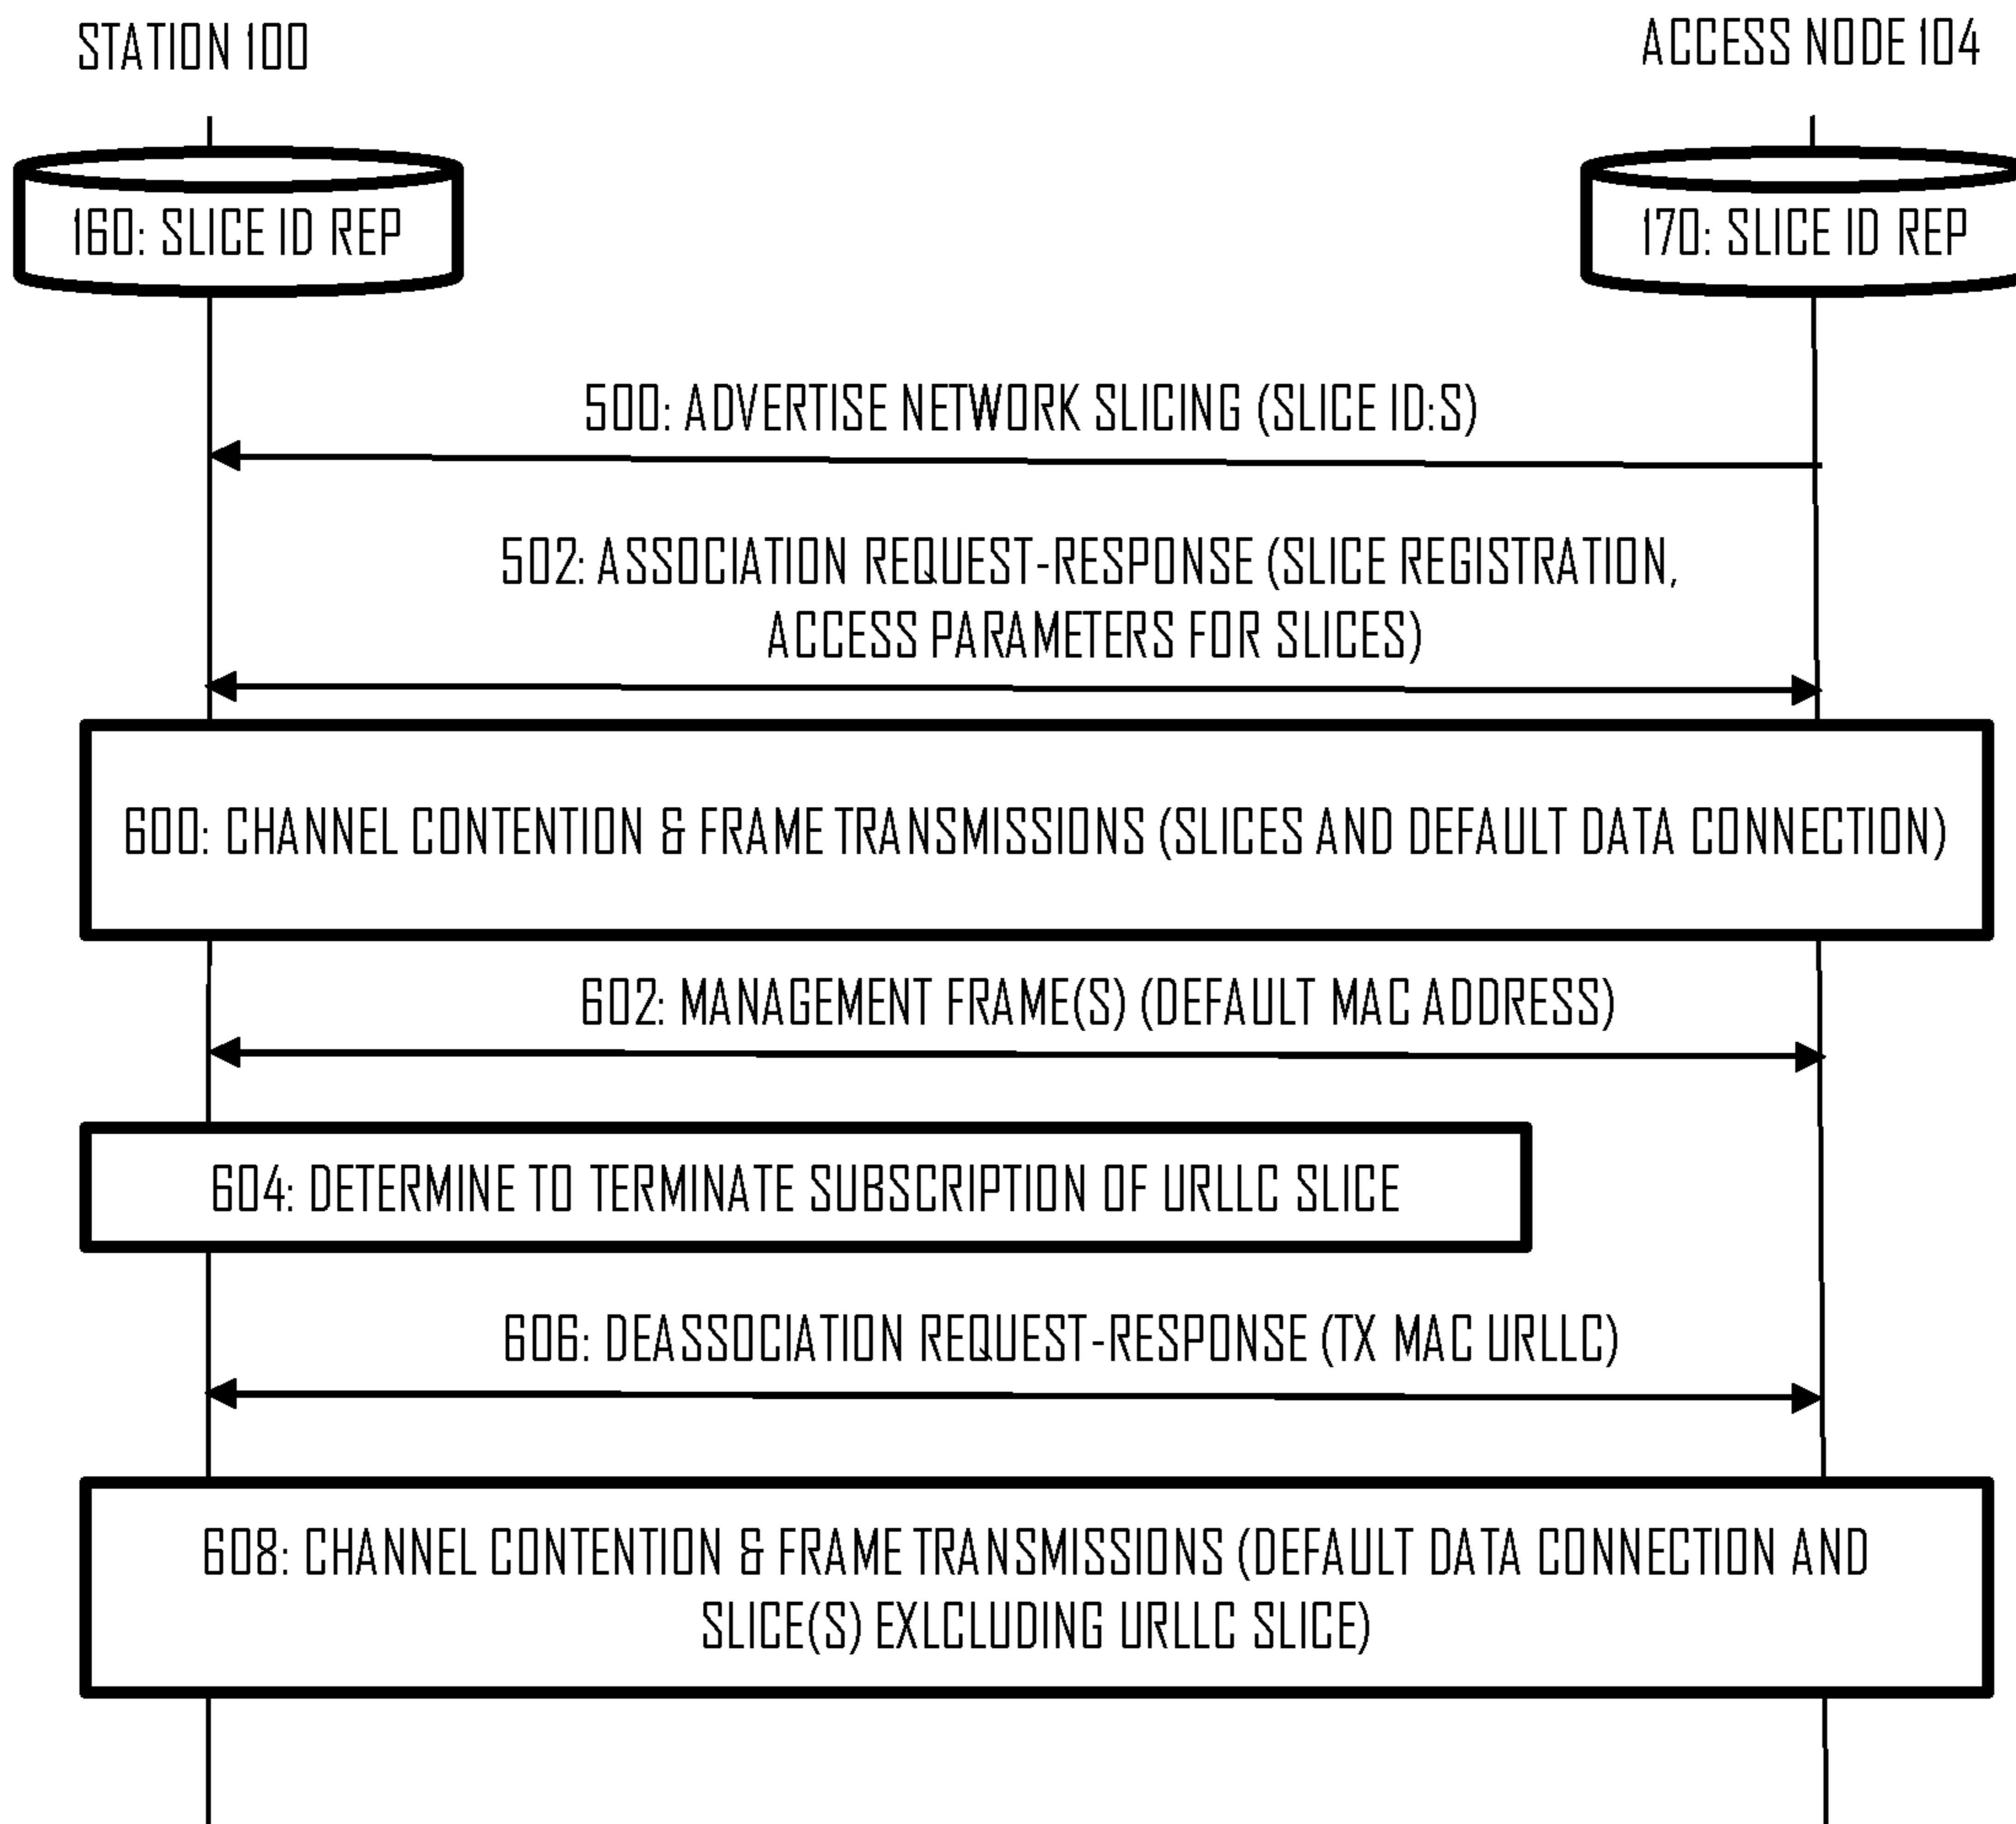 STATION 100
ACCESS NODE 104
160: SLICE ID REP
170: SLICE ID REP
500: ADVERTISE NETWORK SLICING (SLICE ID:S)
502: ASSOCIATION REQUEST-RESPONSE (SLICE REGISTRATION,
ACCESS PARAMETERS FOR SLICES)
600: CHANNEL CONTENTION & FRAME TRANSMISSIONS (SLICES AND DEFAULT DATA CONNECTION)
602: MANAGEMENT FRAME(S) (DEFAULT MAC ADDRESS)
604: DETERMINE TO TERMINATE SUBSCRIPTION OF URLLC SLICE
606: DEASSOCIATION REQUEST-RESPONSE (TX MAC URLLC)
608: CHANNEL CONTENTION & FRAME TRANSMISSIONS (DEFAULT DATA CONNECTION AND
SLICE(S) EXLCLUDING URLLC SLICE)